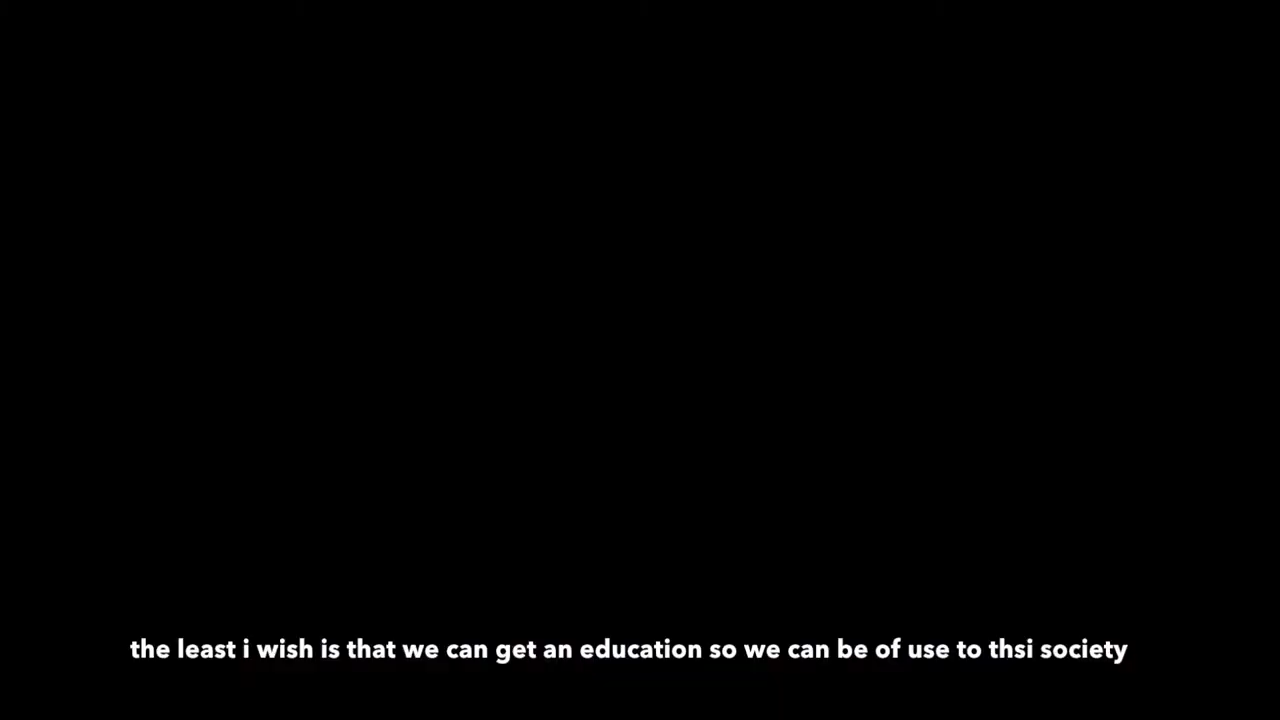 the least i wish is that we can get an education so we can be of use to thsi society